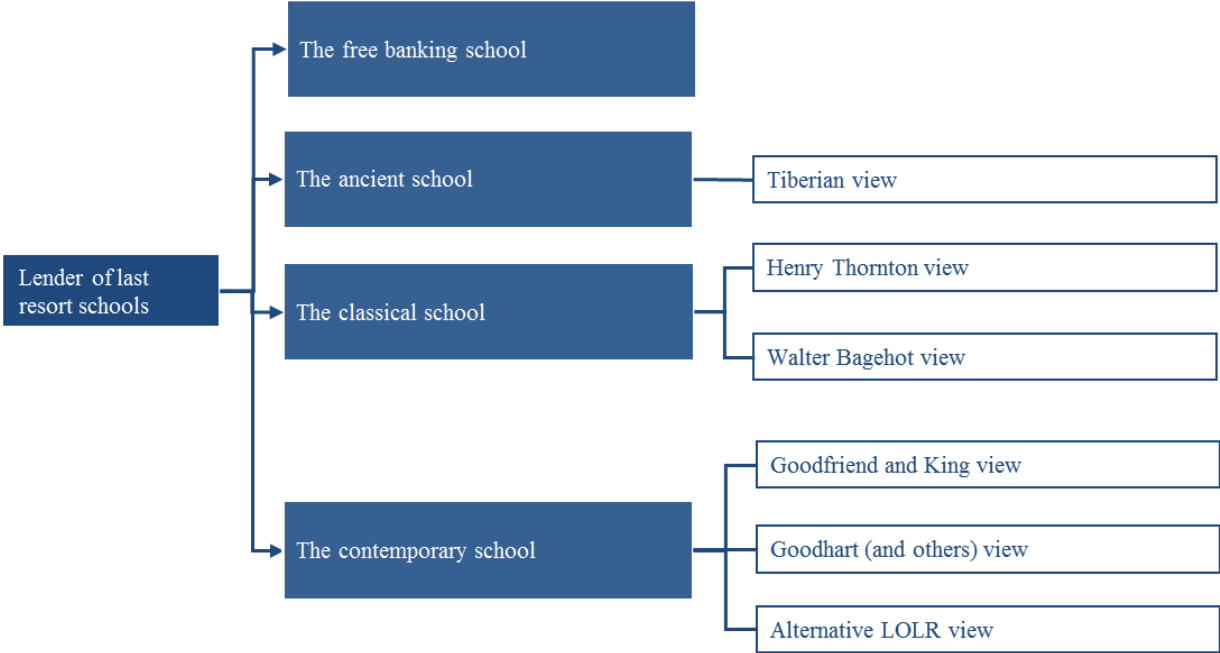 The free banking school
The ancient school
Tiberian view
Lender of last
resort schools
The classical school
Henry Thornton view
Walter Bagehot view
The contemporary school
Goodfriend and King view
Goodhart (and others) view
Alternative LOLR view